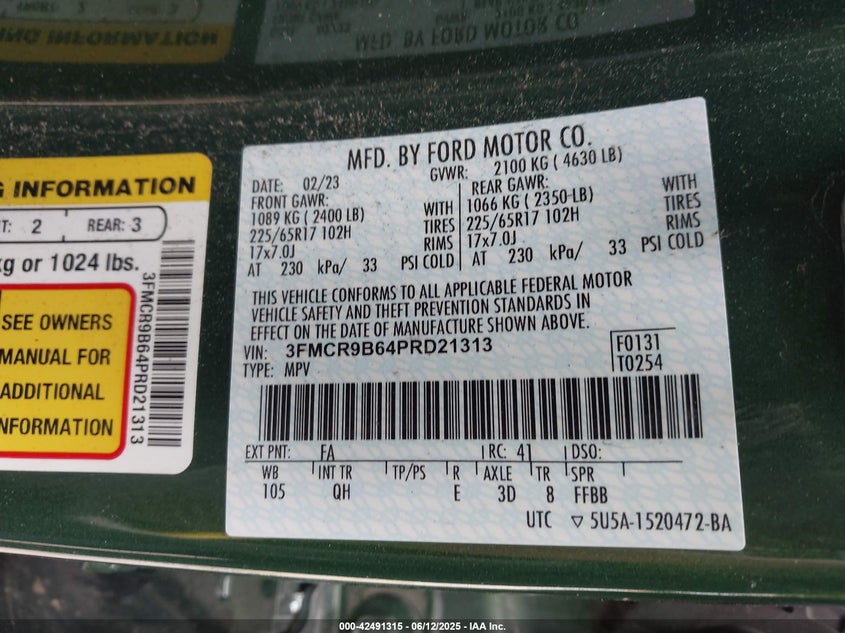 MFD. BY FORD MOTOR CO.
G INFORMATION
T: 2 REAR: 3
kg or 1024 lbs.
SEE OWNERS
MANUAL FOR
ADDITIONAL
INFORMATION
3FMCR9B64PRD21313
MFD. BY FORD MOTOR CO.
DATE: 02/23 GVWR: 2100 KG ( 4630 LB)
FRONT GAWR: REAR GAWR:
1089 KG ( 2400 LB) WITH 1066 KG ( 2350 LB) WITH
225/65R17 102H TIRES 225/65R17 102H TIRES
17x7.0J RIMS 17x7.0J RIMS
AT 230 kPa/ 33 PSI COLD AT 230 kPa/ 33 PSI COLD
THIS VEHICLE CONFORMS TO ALL APPLICABLE FEDERAL MOTOR
VEHICLE SAFETY AND THEFT PREVENTION STANDARDS IN
EFFECT ON THE DATE OF MANUFACTURE SHOWN ABOVE.
VIN: 3FMCR9B64PRD21313 F0131
TYPE: MPV T0254
EXT PNT: FA RC: 41 DSO:
WB INT TR TP/PS R AXLE TR SPR
105 QH E 3D 8 FFBB
UTC ▽ 5U5A-1520472-BA
000-42491315 - 06/12/2025 - IAA Inc.